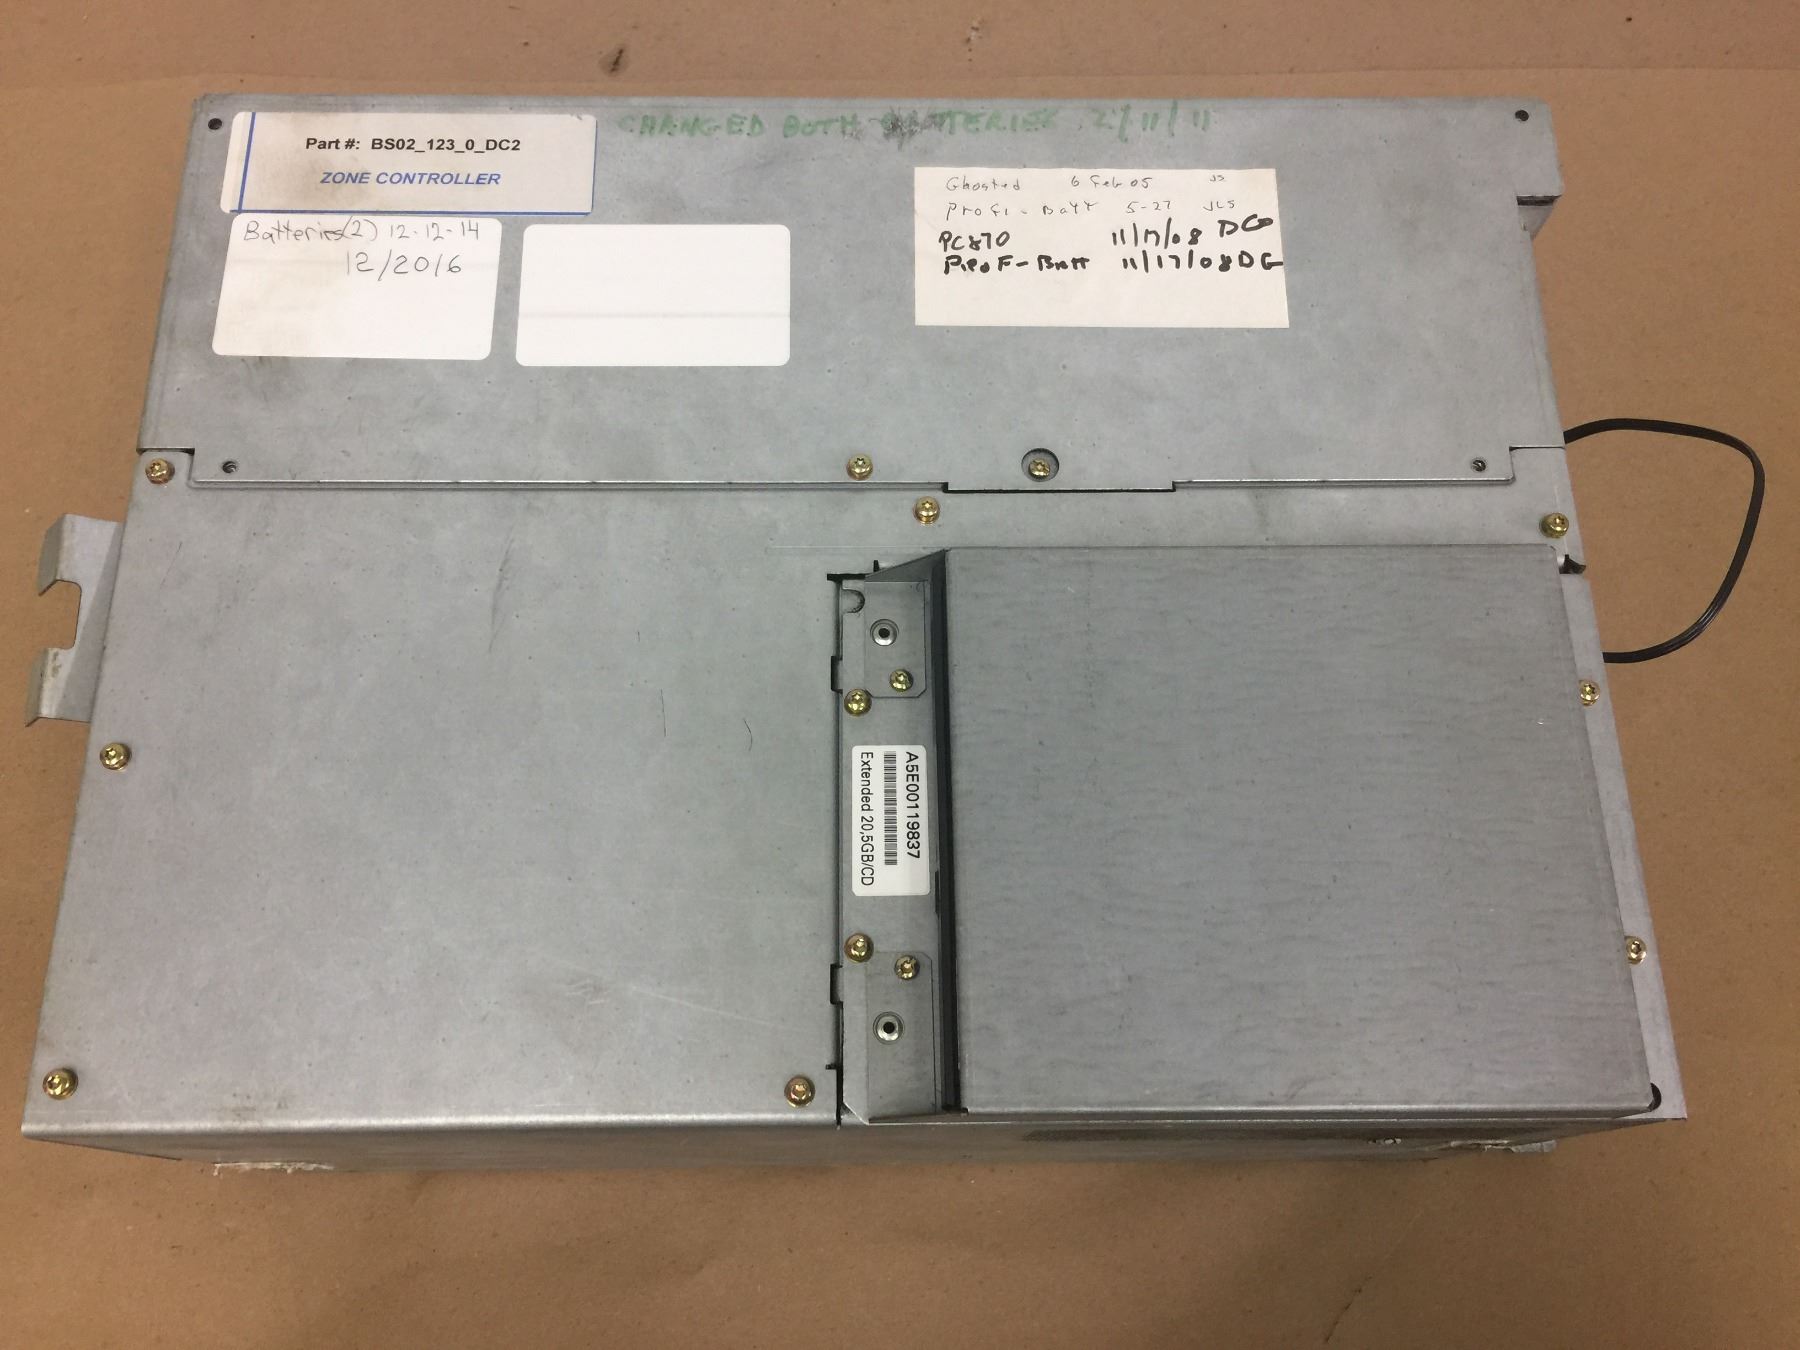 CHANGED BOTH BATTERIES 2/11/11
Part #: BS02_123_0_DC2
ZONE CONTROLLER
Batteries(2) 12-12-14
12/2016
Ghosted 6 Feb 05 JS
Profi-Batt 5-27 JLS
PC870 11/17/08 DG
ProF-Batt 11/17/08 DG
A5E00119837
Extended 20,5GB/CD